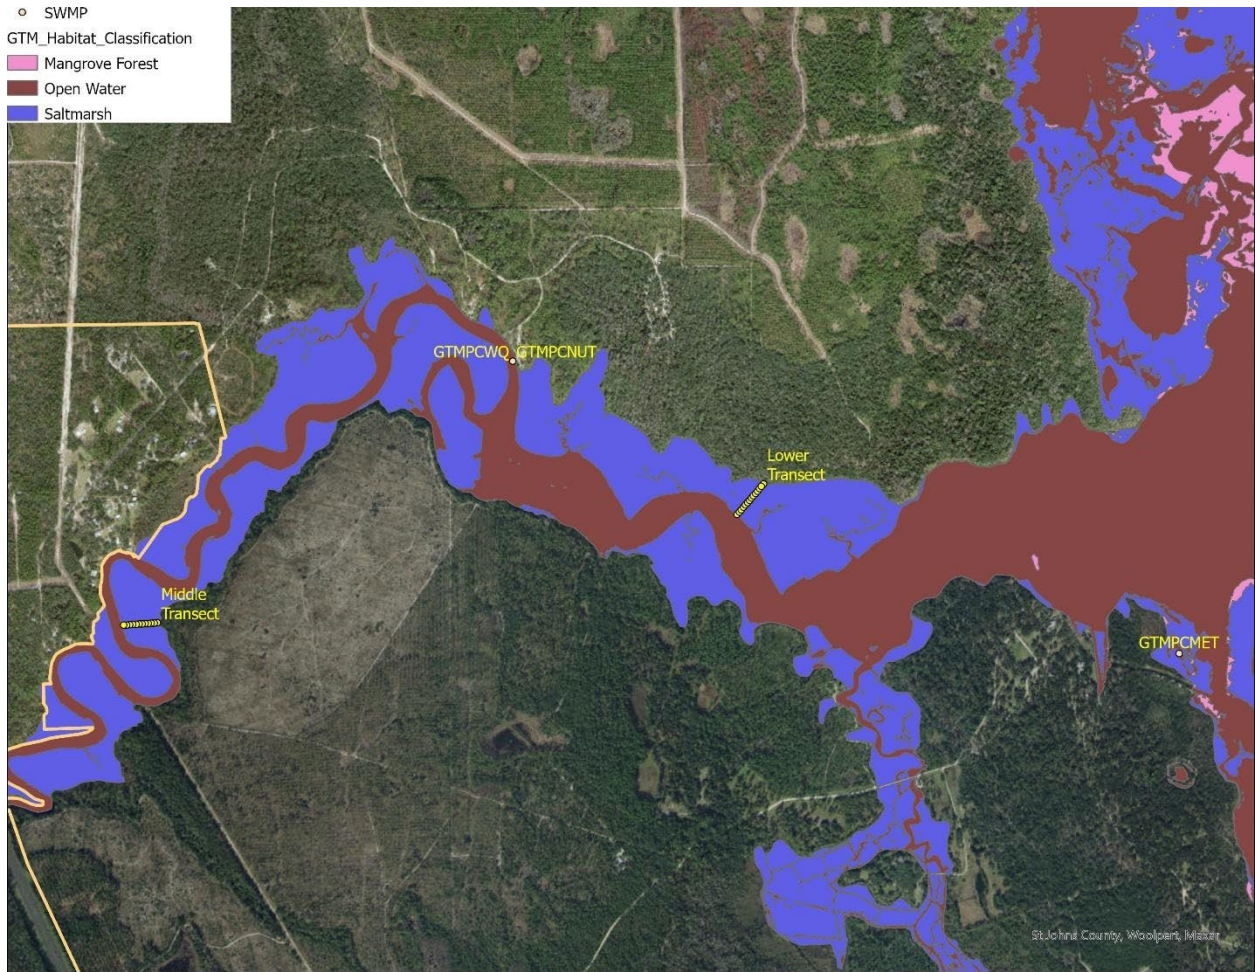 SWMP
GTM_Habitat_Classification
Mangrove Forest
Open Water
Saltmarsh
GTMPCWQ GTMPCNUT
Lower
Transect
Middle
Transect
GTMPCMET
St Johns County, Woolpert, Maxar